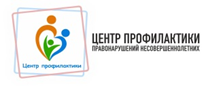 Центр профилактики
ЦЕНТР ПРОФИЛАКТИКИ
ПРАВОНАРУШЕНИЙ НЕСОВЕРШЕННОЛЕТНИХ